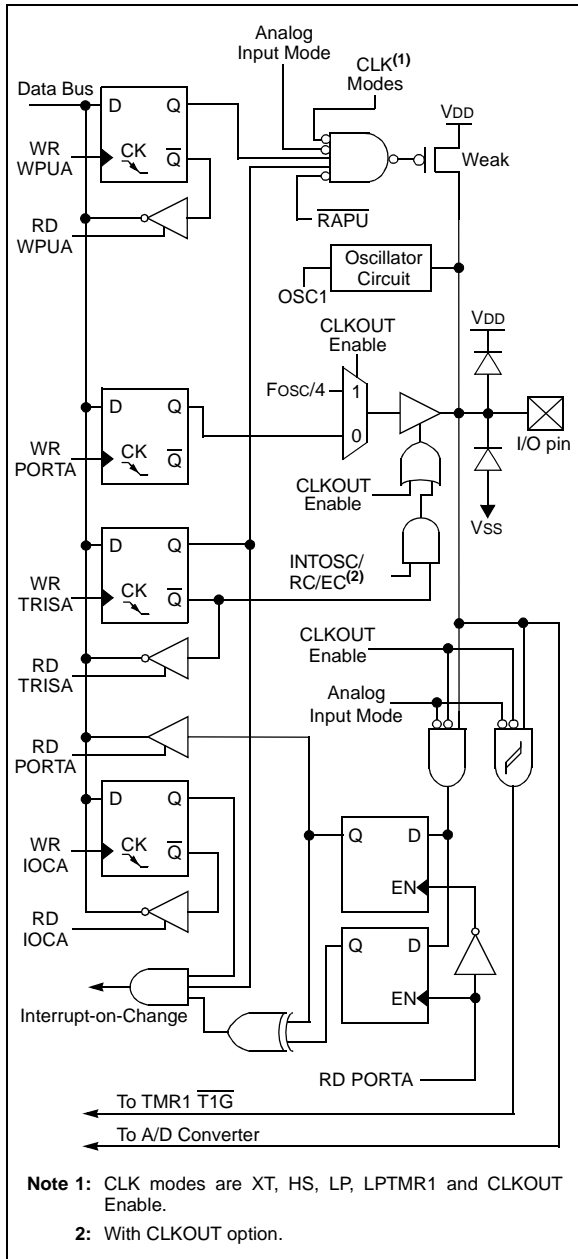 Analog
Input Mode
CLK(1)
Modes
Data Bus
D Q
VDD
WR
WPUA
CK Q
Weak
RD
WPUA
RAPU
Oscillator
Circuit
OSC1
CLKOUT
Enable
VDD
FOSC/4
1
D Q
0
I/O pin
WR
PORTA
CK Q
CLKOUT
Enable
VSS
D Q
INTOSC/
RC/EC(2)
WR
TRISA
CK Q
CLKOUT
Enable
RD
TRISA
Analog
Input Mode
RD
PORTA
D Q
Q D
WR
IOCA
CK Q
EN
RD
IOCA
Q D
EN
Interrupt-on-Change
RD PORTA
To TMR1 T1G
To A/D Converter
Note 1: CLK modes are XT, HS, LP, LPTMR1 and CLKOUT
Enable.
2: With CLKOUT option.